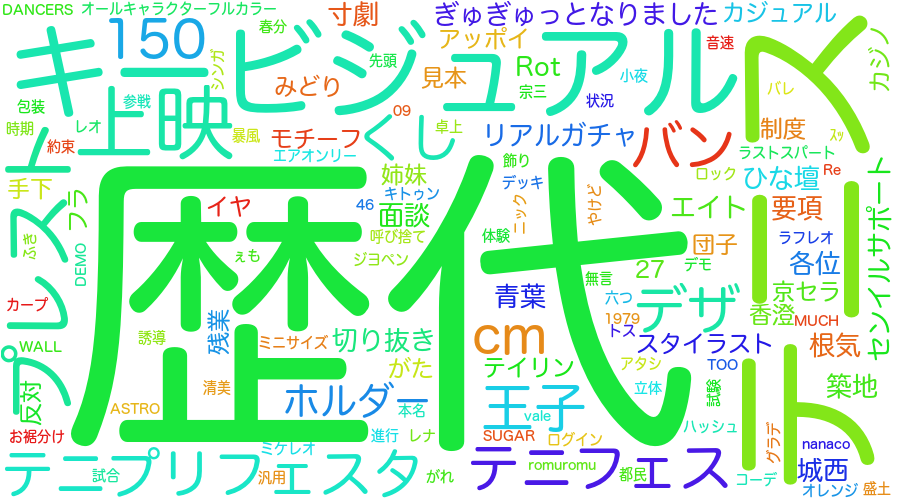 DANCERS
オールキャラクターフルカラー
春分
寸劇
ぎゅぎゅっとなりました
カジュアル
キービジュアル
150
シンガ
先頭
アッポイ
音速
カジノ
みどり
見本
Rot
小夜
バレ
包装
参戦
上映
宗三
状況
時期
レオ
暴風
09
卓上
リアルガチャ
制度
スッ
約束
モチーフ
くし
バン
ラストスパート
エアオンリー
飾り
ロック
ひな壇
Re
手下
姉妹
キトゥン
デッキ
フラ
イヤ
46
面談
ニック
やけど
エイト
要項
センイルサポート
ふき
呼び捨て
体験
ラフレオ
DEMO
えも
ジヨペン
団子
デモ
各位
歴代
無言
27
プレスト
カープ
青葉
六つ
デザ
京セラ
残業
1979
香澄
MUCH
誘導
ミニサイズ
切り抜き
cm
トス
スタイラスト
根気
WALL
がた
テイリン
アタシ
TOO
反対
清美
ホルダー
王子
立体
試験
築地
ASTRO
本名
vale
お裾分け
進行
レナ
SUGAR
ログイン
ハッシュ
グラデ
nanaco
ミケレオ
テニプリフェスタ
試合
汎用
がれ
テニフェス
romuromu
都民
コーデ
城西
オレンジ
盛土